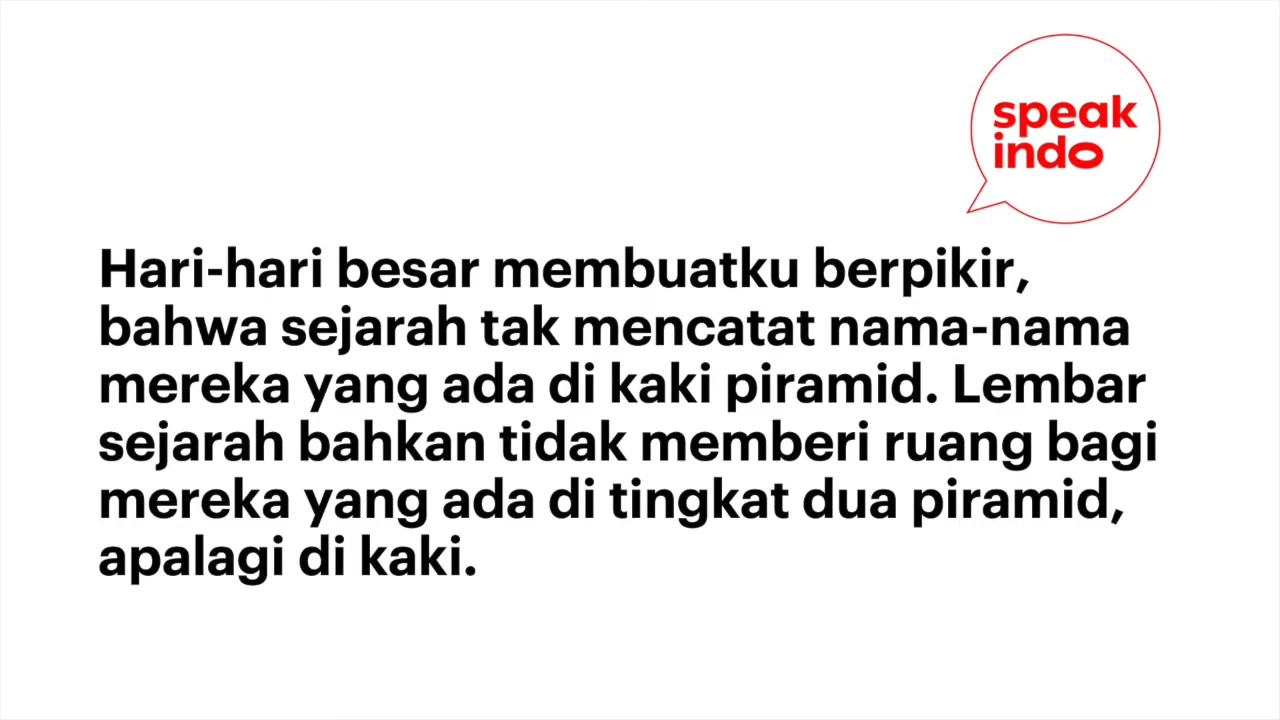 speak
indo
Hari-hari besar membuatku berpikir,
bahwa sejarah tak mencatat nama-nama
mereka yang ada di kaki piramid. Lembar
sejarah bahkan tidak memberi ruang bagi
mereka yang ada di tingkat dua piramid,
apalagi di kaki.